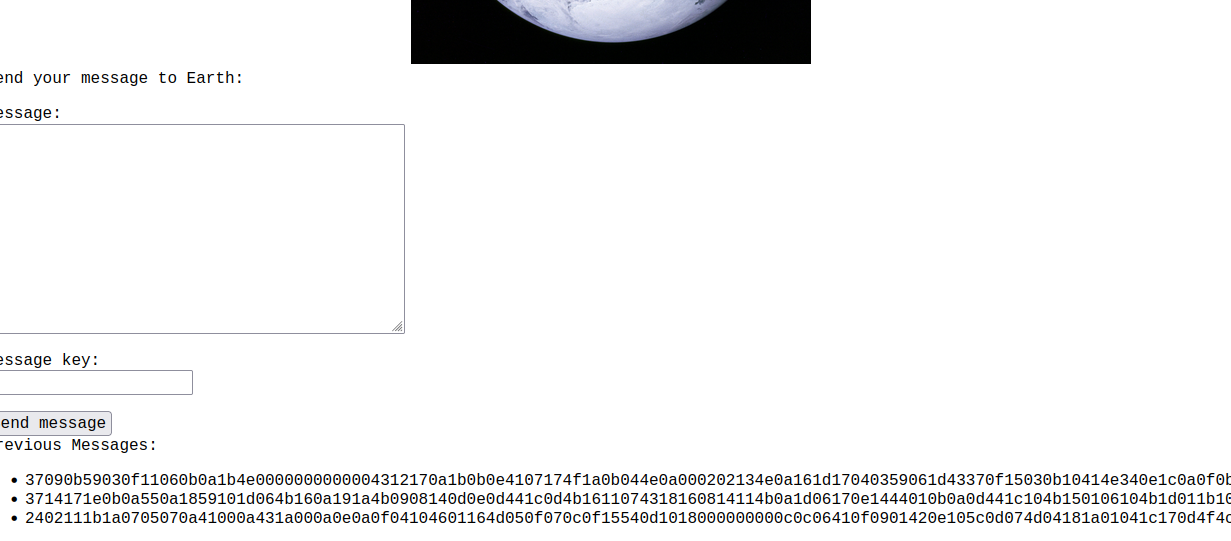 end your message to Earth:
essage:
essage key:
end message
revious Messages:
37090b59030f11060b0a1b4e0000000000004312170a1b0b0e4107174f1a0b044e0a000202134e0a161d17040359061d43370f15030b10414e340e1c0a0f0b
3714171e0b0a550a1859101d064b160a191a4b0908140d0e0d441c0d4b1611074318160814114b0a1d06170e1444010b0a0d441c104b150106104b1d011b10
2402111b1a0705070a41000a431a000a0e0a0f04104601164d050f070c0f15540d1018000000000c0c06410f0901420e105c0d074d04181a01041c170d4f4c